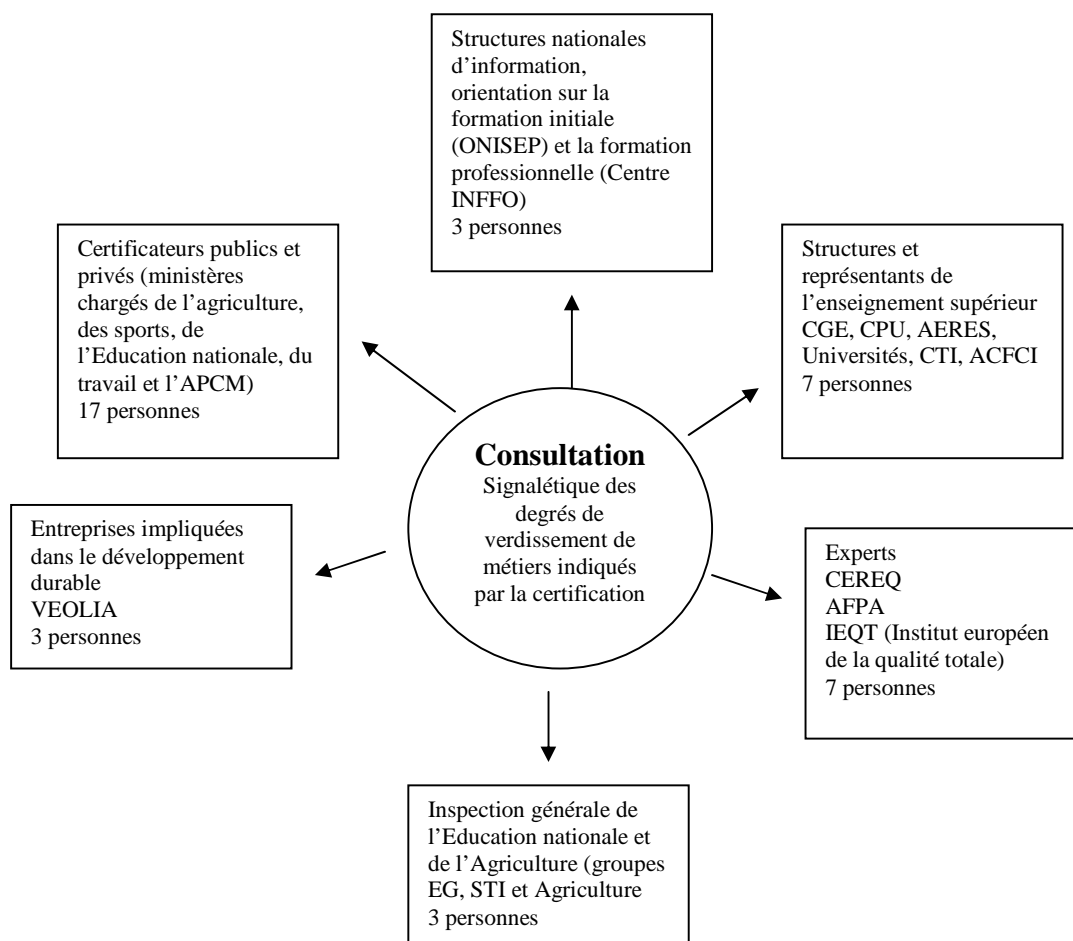 Structures nationales
d’information,
orientation sur la
formation initiale
(ONISEP) et la formation
professionnelle (Centre
INFFO)
3 personnes
Certificateurs publics et
privés (ministères
chargés de l’agriculture,
des sports, de
l’Education nationale, du
travail et l’APCM)
17 personnes
Structures et
représentants de
l’enseignement supérieur
CGE, CPU, AERES,
Universités, CTI, ACFCI
7 personnes
Consultation
Signalétique des
degrés de
verdissement de
métiers indiqués
par la certification
Entreprises impliquées
dans le développement
durable
VEOLIA
3 personnes
Experts
CEREQ
AFPA
IEQT (Institut européen
de la qualité totale)
7 personnes
Inspection générale de
l’Education nationale et
de l’Agriculture (groupes
EG, STI et Agriculture
3 personnes